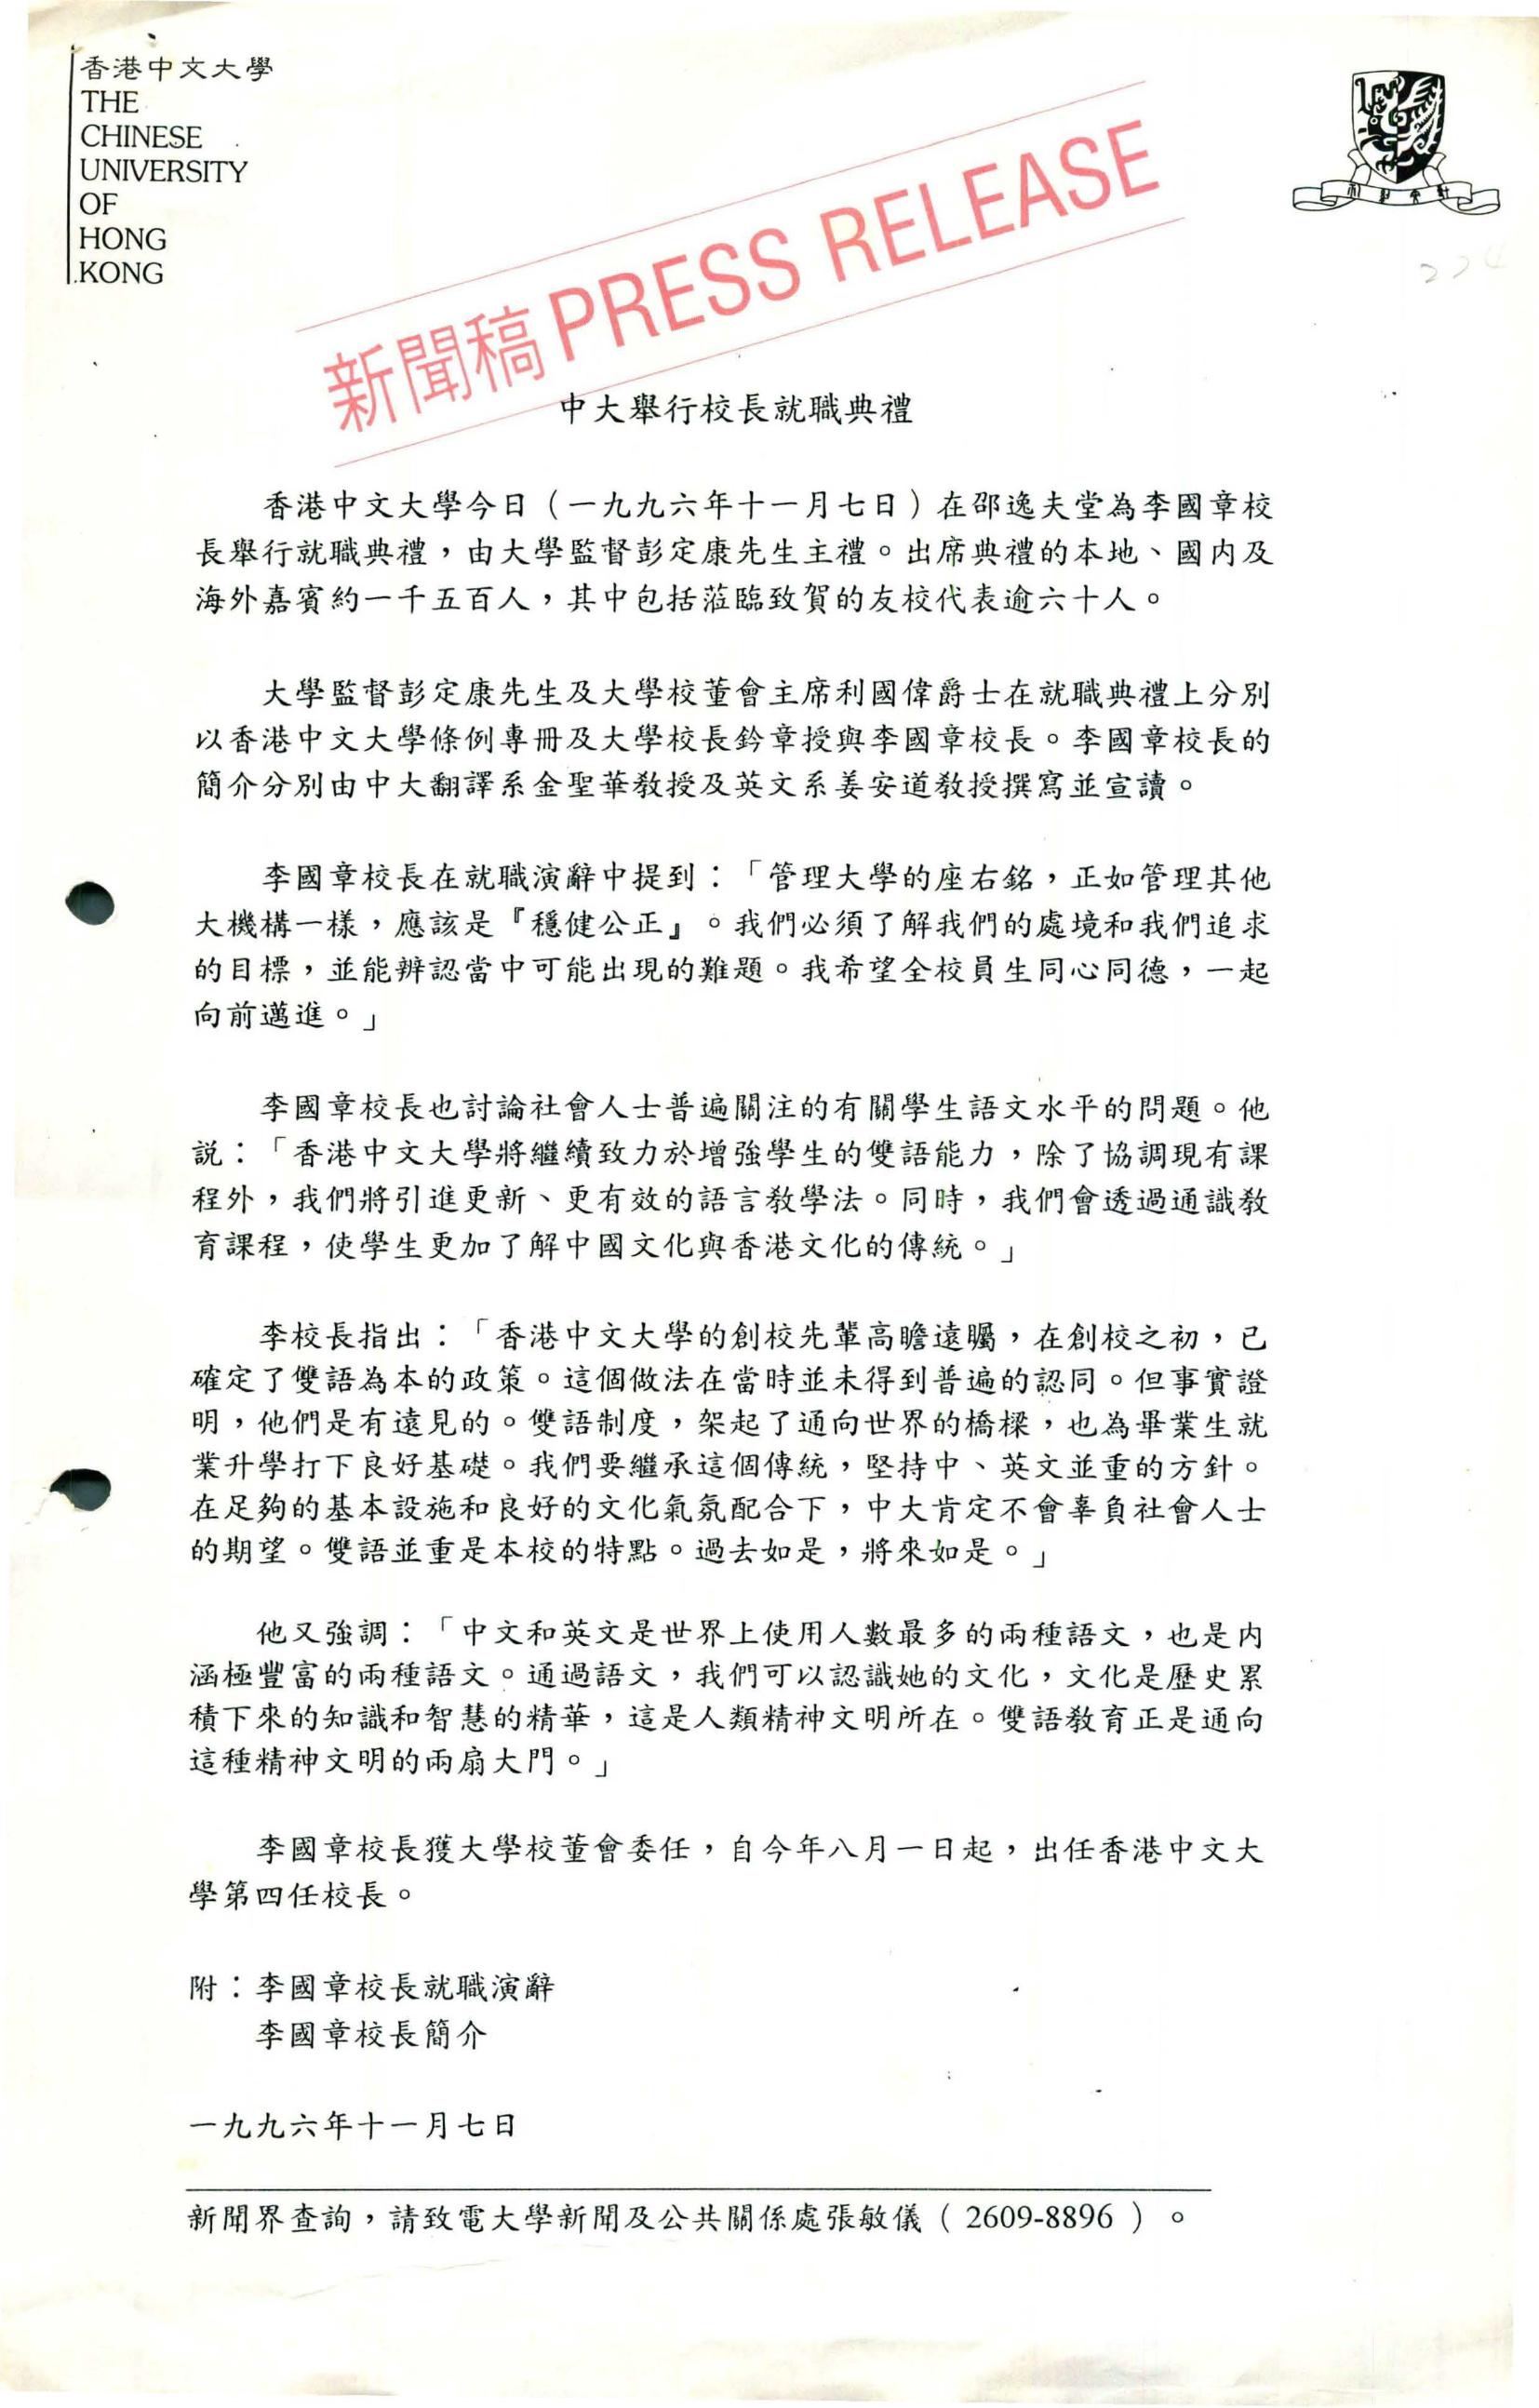 香港中文大學
THE
CHINESE
UNIVERSITY
OF
HONG
KONG
新聞稿 PRESS RELEASE
中大舉行校長就職典禮
香港中文大學今日（一九九六年十一月七日）在邵逸夫堂為李國章校
長舉行就職典禮，由大學監督彭定康先生主禮。出席典禮的本地、國內及
海外嘉賓約一千五百人，其中包括蒞臨致賀的友校代表逾六十人。
大學監督彭定康先生及大學校董會主席利國偉爵士在就職典禮上分別
以香港中文大學條例專冊及大學校長鈐章授與李國章校長。李國章校長的
簡介分別由中大翻譯系金聖華教授及英文系姜安道教授撰寫並宣讀。
李國章校長在就職演辭中提到：「管理大學的座右銘，正如管理其他
大機構一樣，應該是『穩健公正』。我們必須了解我們的處境和我們追求
的目標，並能辨認當中可能出現的難題。我希望全校員生同心同德，一起
向前邁進。」
李國章校長也討論社會人士普遍關注的有關學生語文水平的問題。他
説：「香港中文大學將繼續致力於增強學生的雙語能力，除了協調現有課
程外，我們將引進更新、更有效的語言教學法。同時，我們會透過通識教
育課程，使學生更加了解中國文化與香港文化的傳統。」
李校長指出：「香港中文大學的創校先輩高瞻遠矚，在創校之初，已
確定了雙語為本的政策。這個做法在當時並未得到普遍的認同。但事實證
明，他們是有遠見的。雙語制度，架起了通向世界的橋樑，也為畢業生就
業升學打下良好基礎。我們要繼承這個傳統，堅持中、英文並重的方針。
在足夠的基本設施和良好的文化氣氛配合下，中大肯定不會辜負社會人士
的期望。雙語並重是本校的特點。過去如是，將來如是。」
他又強調：「中文和英文是世界上使用人數最多的兩種語文，也是內
涵極豐富的兩種語文。通過語文，我們可以認識她的文化，文化是歷史累
積下來的知識和智慧的精華，這是人類精神文明所在。雙語教育正是通向
這種精神文明的兩扇大門。」
李國章校長獲大學校董會委任，自今年八月一日起，出任香港中文大
學第四任校長。
附：李國章校長就職演辭
李國章校長簡介
一九九六年十一月七日
新聞界查詢，請致電大學新聞及公共關係處張敏儀（2609-8896）。